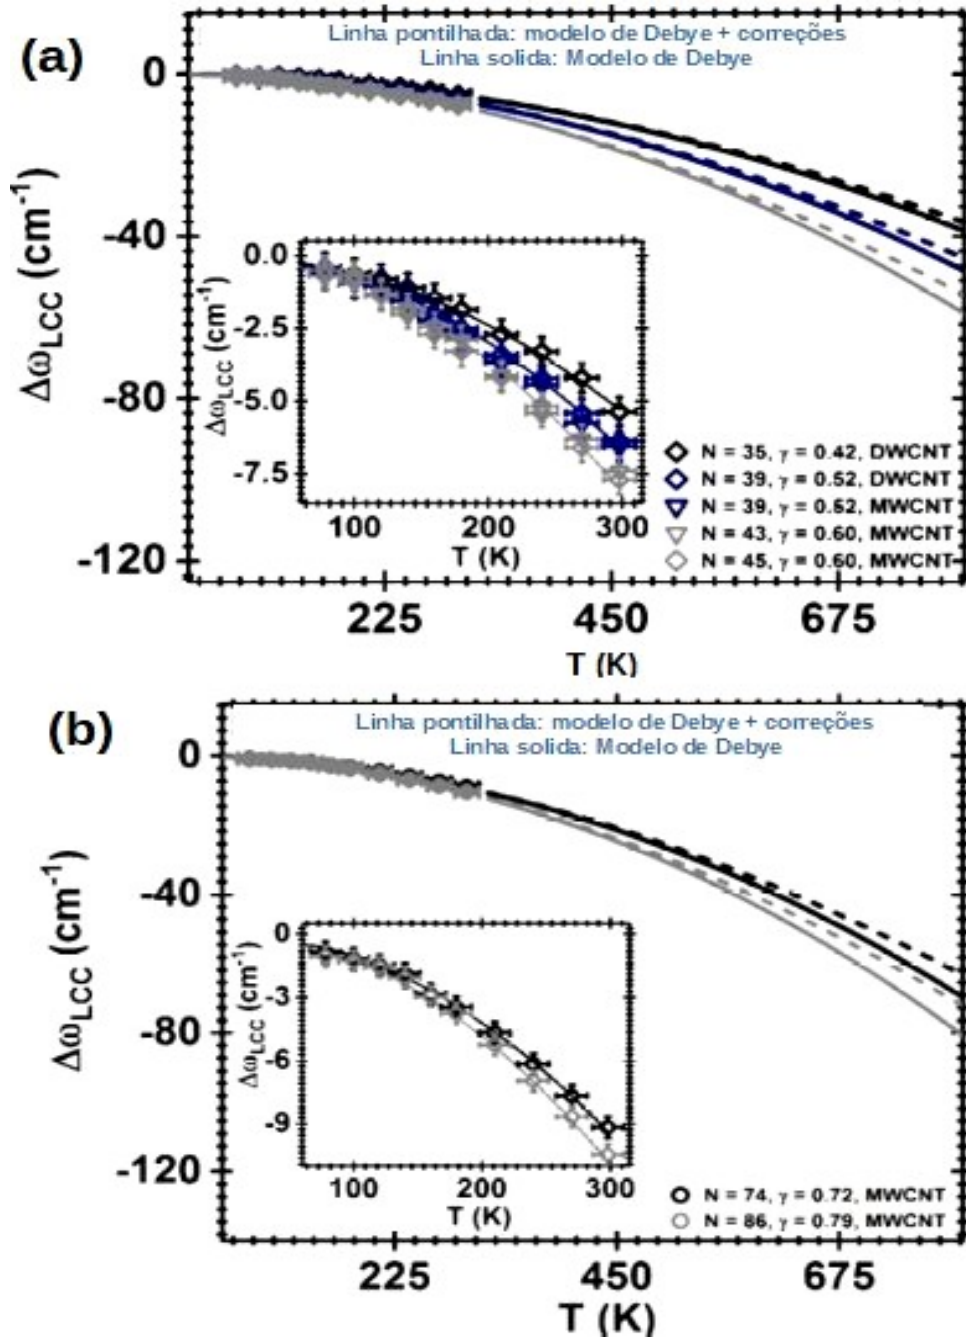 (a)
Linha pontilhada: modelo de Debye + correções
Linha solida: Modelo de Debye
0
-40
-80
-120
Δω_LCC (cm⁻¹)
0.0
-2.5
-5.0
-7.5
Δω_LCC (cm⁻¹)
100 200 300
T (K)
N = 35, γ = 0.42, DWCNT
N = 39, γ = 0.52, DWCNT
N = 39, γ = 0.52, MWCNT
N = 43, γ = 0.60, MWCNT
N = 45, γ = 0.60, MWCNT
225 450 675
T (K)
(b)
Linha pontilhada: modelo de Debye + correções
Linha solida: Modelo de Debye
0
-40
-80
-120
Δω_LCC (cm⁻¹)
0
-3
-6
-9
Δω_LCC (cm⁻¹)
100 200 300
T (K)
N = 74, γ = 0.72, MWCNT
N = 86, γ = 0.79, MWCNT
225 450 675
T (K)